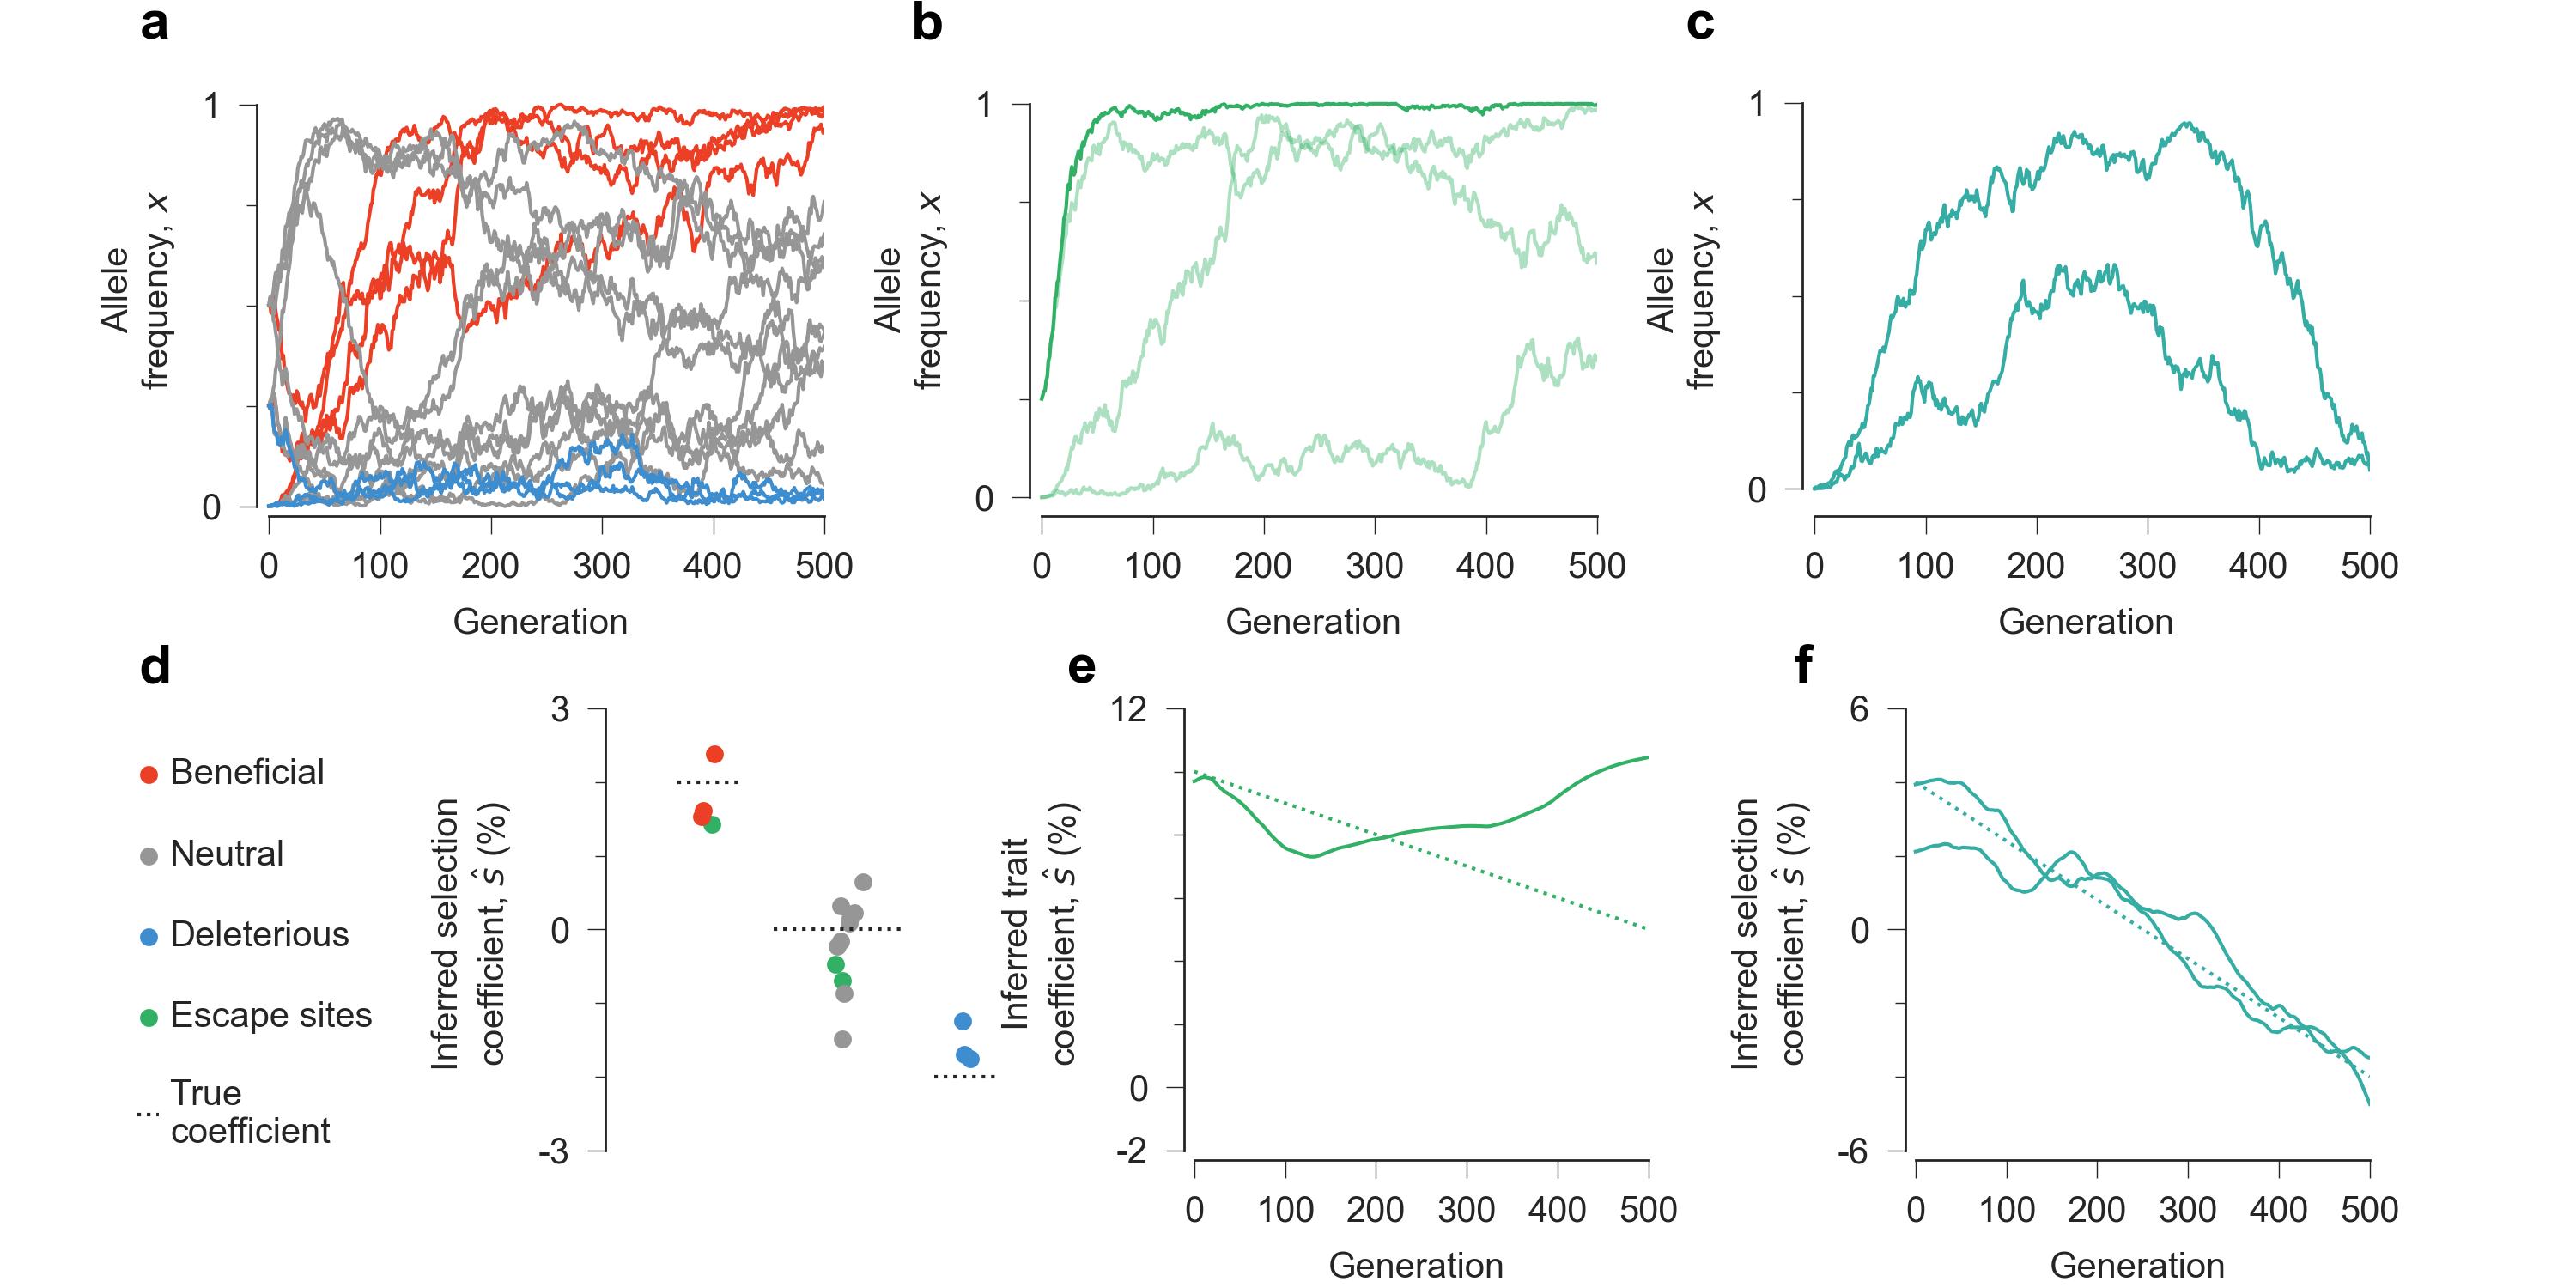 a
1
0
Allele
frequency, x
0 100 200 300 400 500
Generation
b
1
0
Allele
frequency, x
0 100 200 300 400 500
Generation
c
1
0
Allele
frequency, x
0 100 200 300 400 500
Generation
d
Beneficial
Neutral
Deleterious
Escape sites
True
coefficient
3
0
-3
Inferred selection
coefficient, ŝ (%)
e
12
0
-2
Inferred trait
coefficient, ŝ (%)
0 100 200 300 400 500
Generation
f
6
0
-6
Inferred selection
coefficient, ŝ (%)
0 100 200 300 400 500
Generation